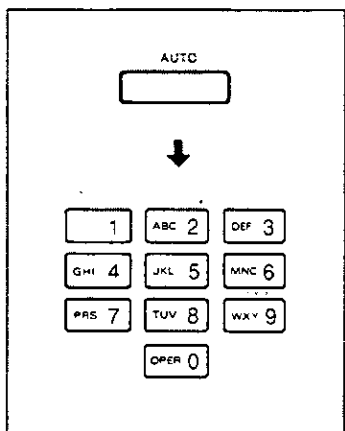 AUTO
1 ABC 2 DEF 3
GHI 4 JKL 5 MNO 6
PRS 7 TUV 8 WXY 9
OPER 0